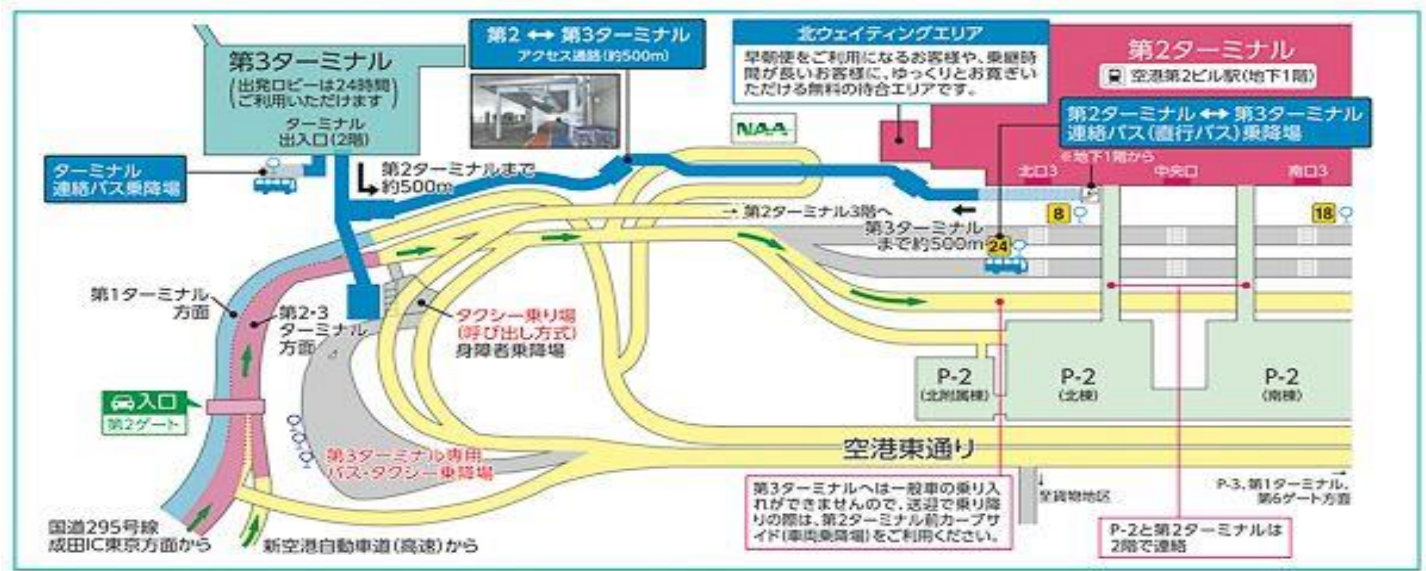 第3ターミナル
(出発ロビーは24時間
ご利用いただけます)
ターミナル
出入口(2階)
ターミナル
連絡バス乗降場
第2 ↔ 第3ターミナル
アクセス通路(約500m)
第2ターミナルまで
約500m
NAA
北ウェイティングエリア
早朝便をご利用になるお客様や、乗継時
間が長いお客様に、ゆっくりとお寛ぎい
ただける無料の待合エリアです。
第2ターミナル
空港第2ビル駅(地下1階)
第2ターミナル ↔ 第3ターミナル
連絡バス(直行バス)乗降場
※地下1階から
北口3
中央口
南口3
8
18
24
→ 第2ターミナル3階へ
第3ターミナル
まで約500m
第1ターミナル
方面
第2・3
ターミナル
方面
タクシー乗り場
(呼び出し方式)
身障者乗降場
入口
第2ゲート
第3ターミナル専用
バス・タクシー乗降場
P-2
(北附属棟)
P-2
(北棟)
P-2
(南棟)
空港東通り
第3ターミナルへは一般車の乗り入
れができませんので、送迎で乗り降
りの際は、第2ターミナル前カーブサ
イド(車両乗降場)をご利用ください。
至貨物地区
P-3、第1ターミナル、
第6ゲート方面
P-2と第2ターミナルは
2階で連絡
国道295号線
成田IC東京方面から
新空港自動車道(高速)から